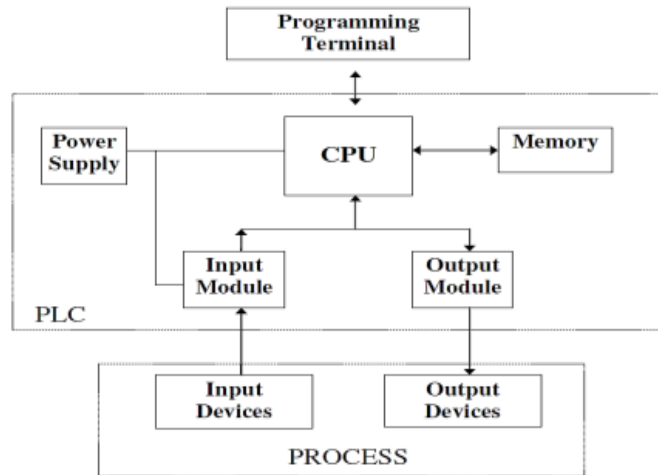 Programming
Terminal
Power
Supply
CPU
Memory
Input
Module
Output
Module
PLC
Input
Devices
Output
Devices
PROCESS